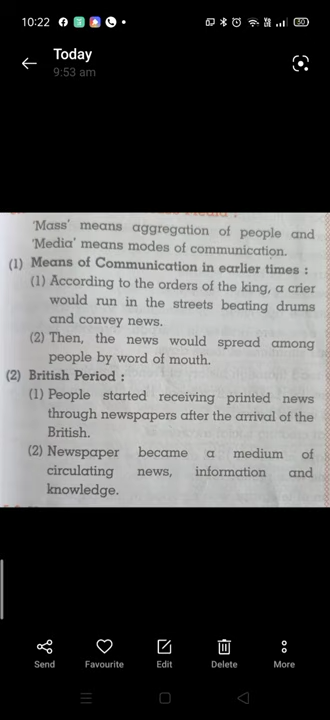 10:22
50
Today
9:53 am
'Mass' means aggregation of people and
'Media' means modes of communication.
(1) Means of Communication in earlier times :
(1) According to the orders of the king, a crier
would run in the streets beating drums
and convey news.
(2) Then, the news would spread among
people by word of mouth.
(2) British Period :
(1) People started receiving printed news
through newspapers after the arrival of the
British.
(2) Newspaper became a medium of
circulating news, information and
knowledge.
Send
Favourite
Edit
Delete
More